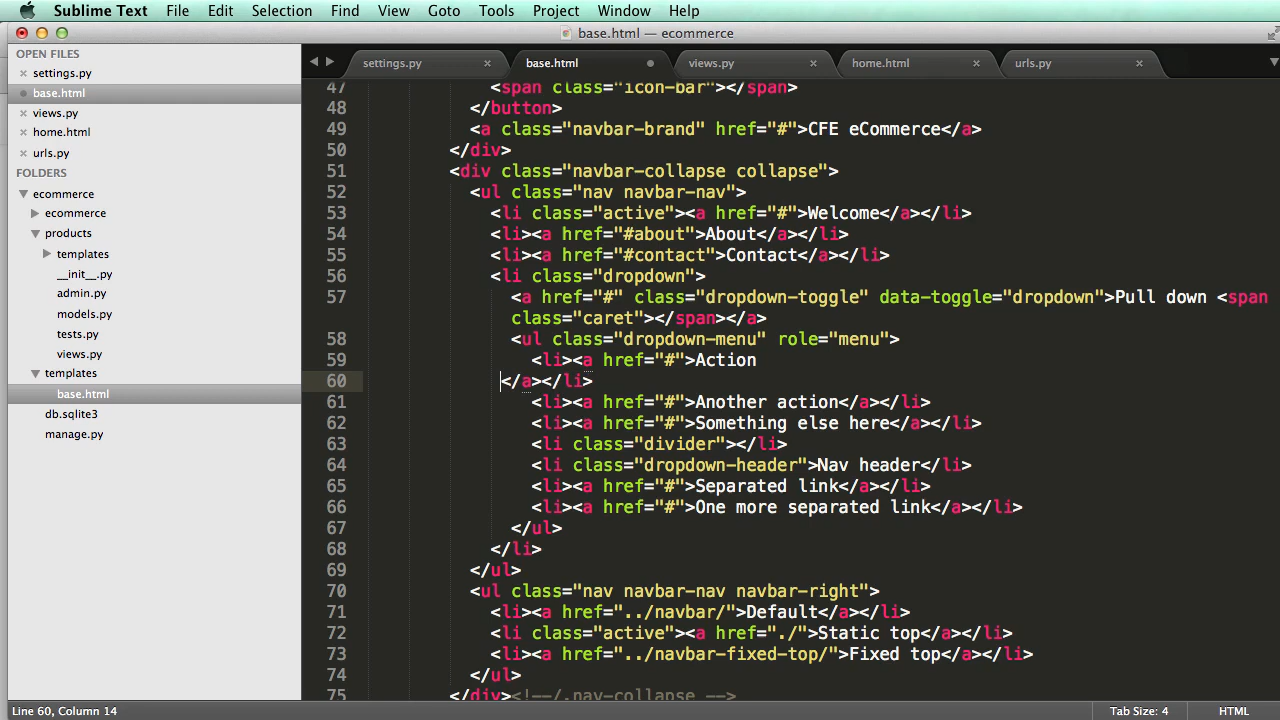 Sublime Text File Edit Selection Find View Goto Tools Project Window Help
base.html — ecommerce
OPEN FILES
settings.py
base.html
views.py
home.html
urls.py
FOLDERS
ecommerce
ecommerce
products
templates
__init__.py
admin.py
models.py
tests.py
views.py
templates
base.html
db.sqlite3
manage.py
settings.py base.html views.py home.html urls.py
47 <span class="icon-bar"></span>
48 </button>
49 <a class="navbar-brand" href="#">CFE eCommerce</a>
50 </div>
51 <div class="navbar-collapse collapse">
52 <ul class="nav navbar-nav">
53 <li class="active"><a href="#">Welcome</a></li>
54 <li><a href="#about">About</a></li>
55 <li><a href="#contact">Contact</a></li>
56 <li class="dropdown">
57 <a href="#" class="dropdown-toggle" data-toggle="dropdown">Pull down <span
class="caret"></span></a>
58 <ul class="dropdown-menu" role="menu">
59 <li><a href="#">Action
60 </a></li>
61 <li><a href="#">Another action</a></li>
62 <li><a href="#">Something else here</a></li>
63 <li class="divider"></li>
64 <li class="dropdown-header">Nav header</li>
65 <li><a href="#">Separated link</a></li>
66 <li><a href="#">One more separated link</a></li>
67 </ul>
68 </li>
69 </ul>
70 <ul class="nav navbar-nav navbar-right">
71 <li><a href="../navbar/">Default</a></li>
72 <li class="active"><a href="./">Static top</a></li>
73 <li><a href="../navbar-fixed-top/">Fixed top</a></li>
74 </ul>
75 </div><!--/.nav-collapse -->
Line 60, Column 14 Tab Size: 4 HTML